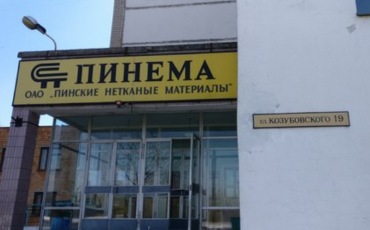 ПИНЕМА
ОАО „ПИНСКИЕ НЕТКАНЫЕ МАТЕРИАЛЫ"
ул КОЗУБОВСКОГО 19